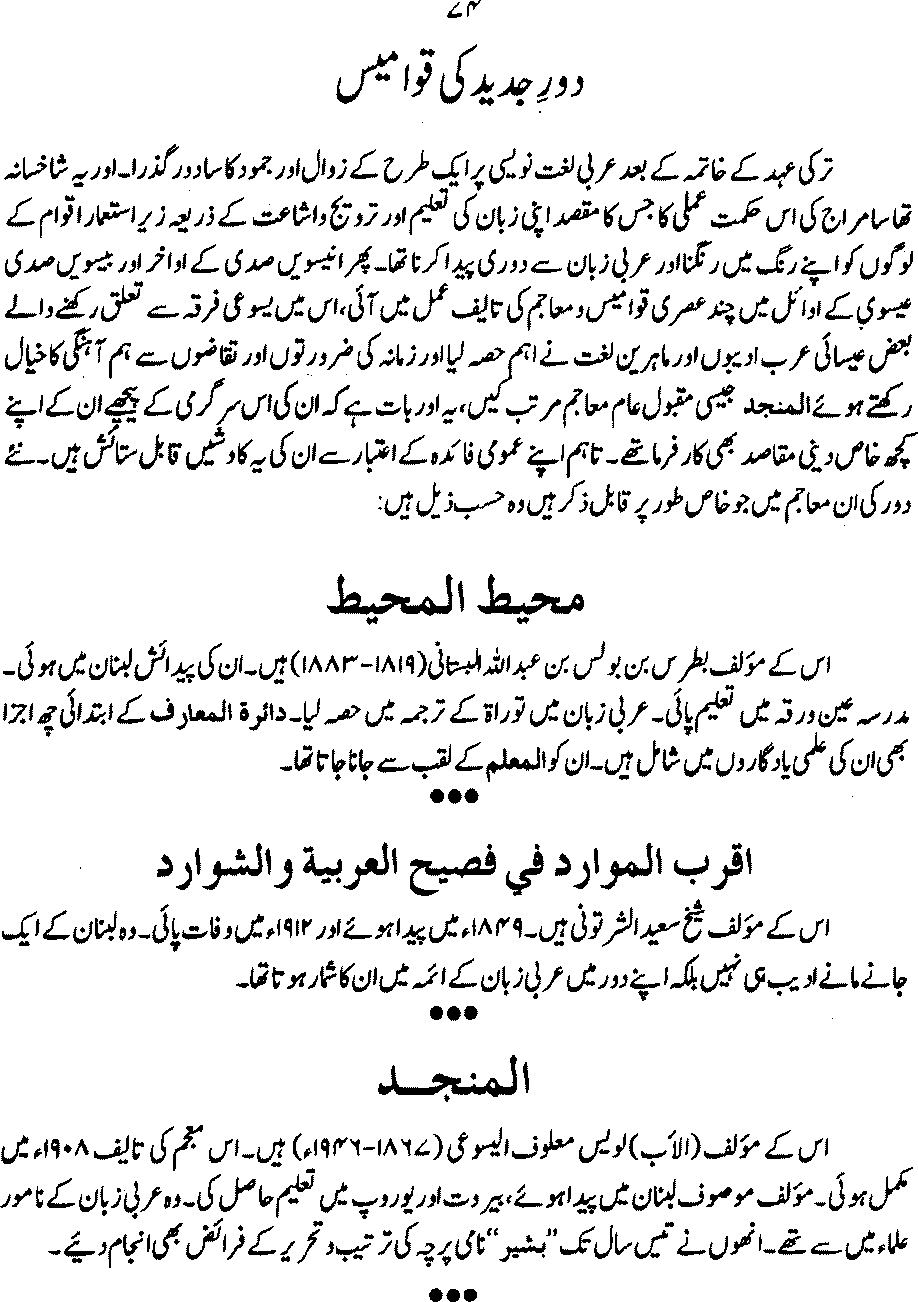 ۷۴
دورِ جدید کی قوامیس
ترکی عہد کے خاتمہ کے بعد عربی لغت نویسی پر ایک طرح کے زوال اور جمود کا سا دور گذرا۔ اور یہ شاخسانہ
تھا سامراج کی اس حکمت عملی کا جس کا مقصد اپنی زبان کی تعلیم اور ترویج واشاعت کے ذریعہ زیر استعمار اقوام کے
لوگوں کو اپنے رنگ میں رنگنا اور عربی زبان سے دوری پیدا کرنا تھا۔ پھر انیسویں صدی کے اواخر اور بیسویں صدی
عیسوی کے اوائل میں چند عصری قوامیس و معاجم کی تالیف عمل میں آئی، اس میں یسوعی فرقہ سے تعلق رکھنے والے
بعض عیسائی عرب ادیبوں اور ماہرین لغت نے اہم حصہ لیا اور زمانہ کی ضرورتوں اور تقاضوں سے ہم آہنگی کا خیال
رکھتے ہوئے المنجد جیسی مقبول عام معاجم مرتب کیں، یہ اور بات ہے کہ ان کی اس سرگرمی کے پیچھے ان کے اپنے
کچھ خاص دینی مقاصد بھی کارفرما تھے۔ تاہم اپنے عمومی فائدہ کے اعتبار سے ان کی یہ کاوشیں قابل ستائش ہیں۔ نئے
دور کی ان معاجم میں جو خاص طور پر قابل ذکر ہیں وہ حسب ذیل ہیں:
محیط المحیط
اس کے مؤلف بطرس بن بولس بن عبداللہ البستانی (۱۸۱۹-۱۸۸۳) ہیں۔ ان کی پیدائش لبنان میں ہوئی۔
مدرسہ عین ورقہ میں تعلیم پائی۔ عربی زبان میں توراۃ کے ترجمہ میں حصہ لیا۔ دائرة المعارف کے ابتدائی چھ اجزا
بھی ان کی علمی یادگاروں میں شامل ہیں۔ ان کو المعلم کے لقب سے جانا جاتا تھا۔
●●●
اقرب الموارد في فصيح العربية والشوارد
اس کے مؤلف شیخ سعید الشرتونی ہیں۔ ۱۸۴۹ء میں پیدا ہوئے اور ۱۹۱۲ء میں وفات پائی۔ وہ لبنان کے ایک
جانے مانے ادیب ہی نہیں بلکہ اپنے دور میں عربی زبان کے ائمہ میں ان کا شمار ہوتا تھا۔
●●●
المنجـــد
اس کے مؤلف (الأب) لویس معلوف الیسوعی (۱۸۶۷-۱۹۴۶ء) ہیں۔ اس معجم کی تالیف ۱۹۰۸ء میں
مکمل ہوئی۔ مؤلف موصوف لبنان میں پیدا ہوئے، بیروت اور یوروپ میں تعلیم حاصل کی۔ وہ عربی زبان کے نامور
علماء میں سے تھے۔ انھوں نے تیس سال تک ”بشیر“ نامی پرچہ کی ترتیب وتحریر کے فرائض بھی انجام دیئے۔
●●●